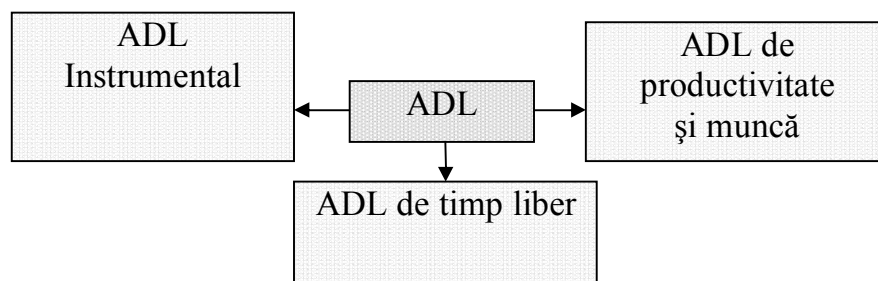 ADL
Instrumental
ADL
ADL de
productivitate
şi muncă
ADL de timp liber